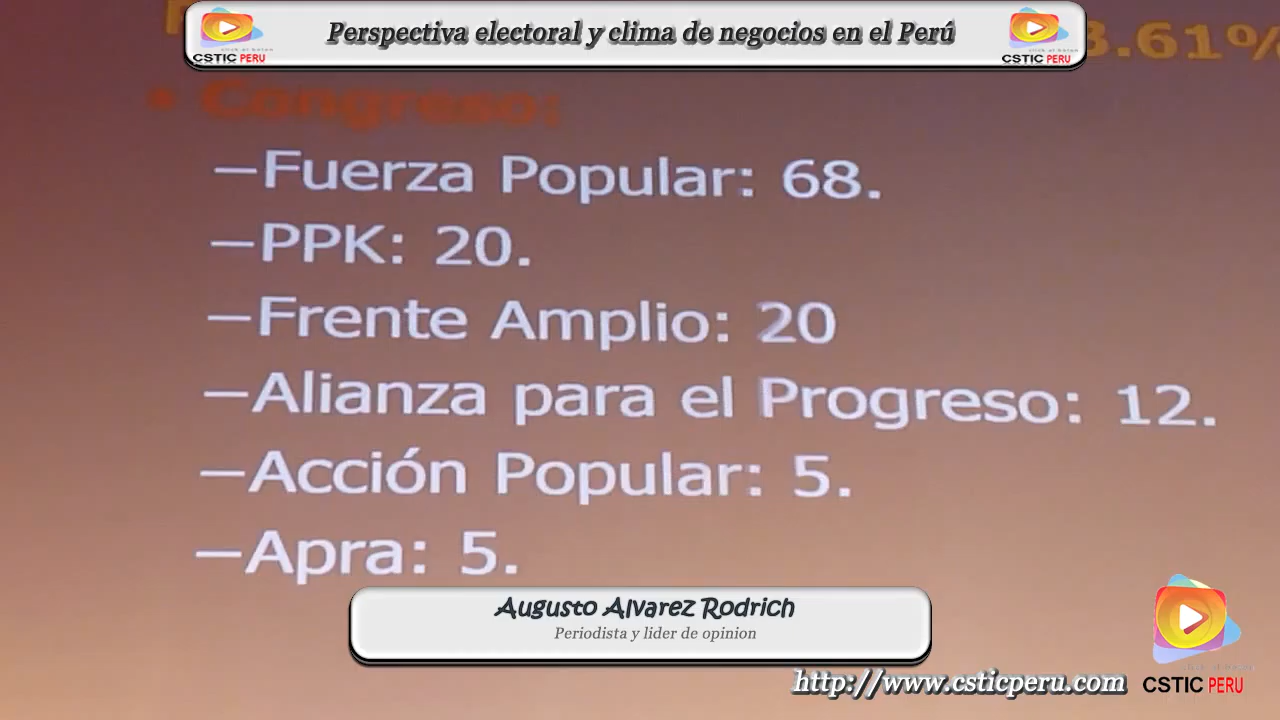 Perspectiva electoral y clima de negocios en el Perú
CSTIC PERU
CSTIC PERU
3.61%
• Congreso:
–Fuerza Popular: 68.
–PPK: 20.
–Frente Amplio: 20
–Alianza para el Progreso: 12.
–Acción Popular: 5.
–Apra: 5.
Augusto Alvarez Rodrich
Periodista y lider de opinion
http://www.csticperu.com
CSTIC PERU